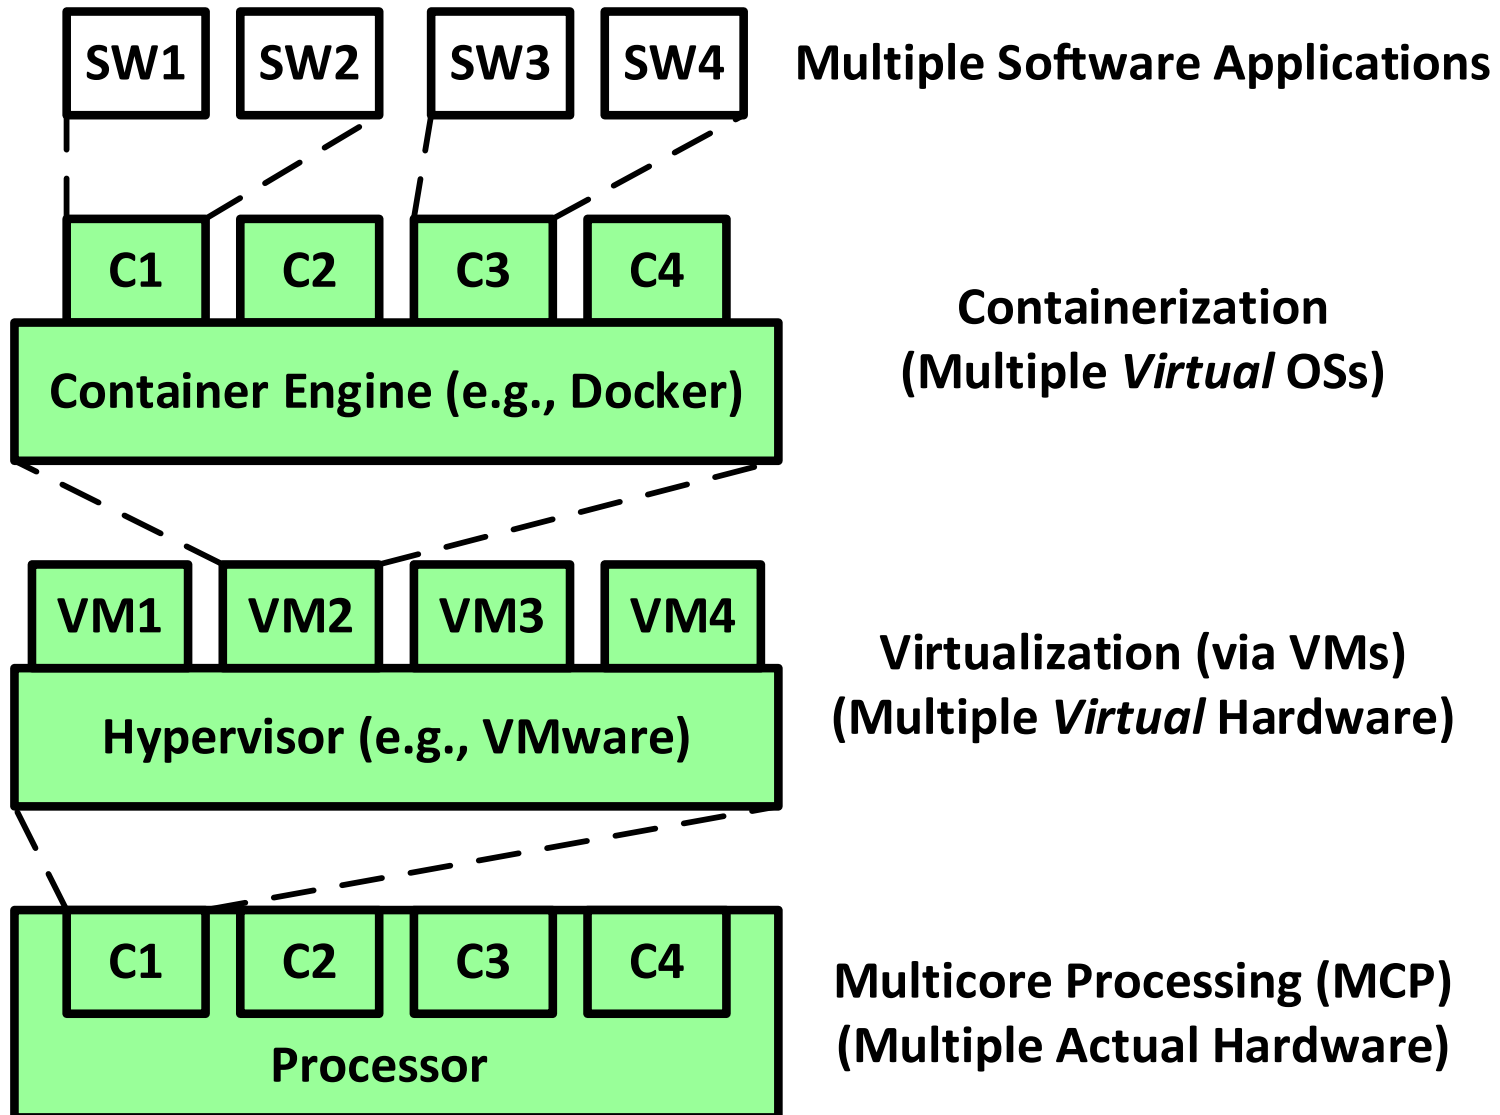 SW1 SW2 SW3 SW4 Multiple Software Applications
C1 C2 C3 C4
Containerization
(Multiple Virtual OSs)
Container Engine (e.g., Docker)
VM1 VM2 VM3 VM4
Virtualization (via VMs)
(Multiple Virtual Hardware)
Hypervisor (e.g., VMware)
C1 C2 C3 C4
Multicore Processing (MCP)
(Multiple Actual Hardware)
Processor